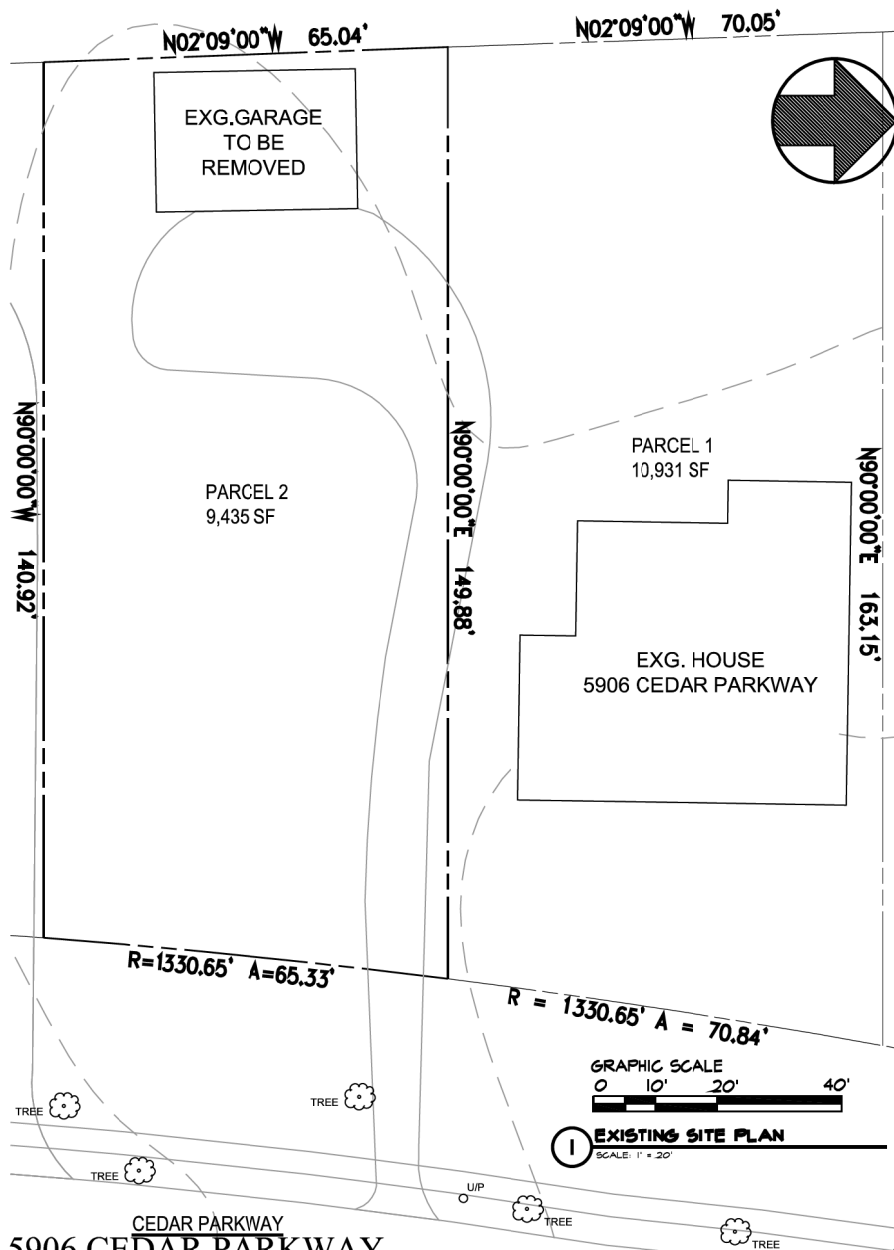 N02°09'00"W 65.04'
N02°09'00"W 70.05'
EXG.GARAGE
TO BE
REMOVED
N90°00'00"W 140.92'
PARCEL 2
9,435 SF
N90°00'00"E 149.88'
PARCEL 1
10,931 SF
N90°00'00"E 163.15'
EXG. HOUSE
5906 CEDAR PARKWAY
R=1330.65' A=65.33'
R = 1330.65' A = 70.84'
GRAPHIC SCALE
0 10' 20' 40'
1 EXISTING SITE PLAN
SCALE: 1" = 20'
TREE
TREE
TREE
U/P
TREE
TREE
CEDAR PARKWAY
5906 CEDAR PARKWAY